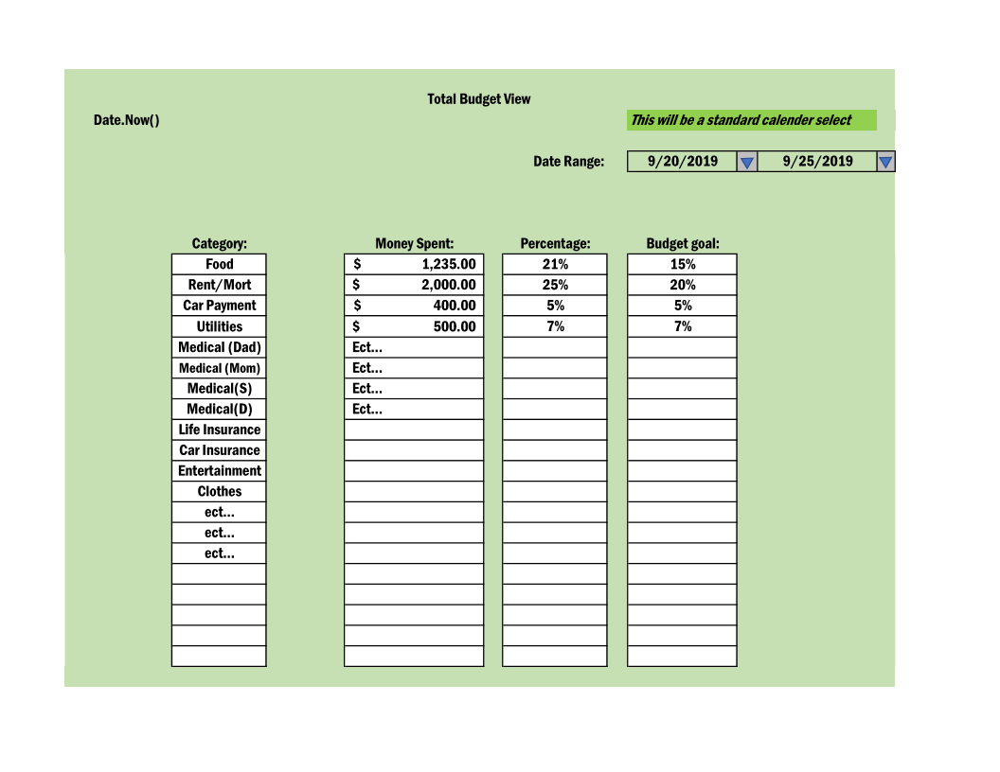 Total Budget View
Date.Now()
This will be a standard calender select
Date Range: 9/20/2019 9/25/2019
Category: Money Spent: Percentage: Budget goal:
Food $ 1,235.00 21% 15%
Rent/Mort $ 2,000.00 25% 20%
Car Payment $ 400.00 5% 5%
Utilities $ 500.00 7% 7%
Medical (Dad) Ect...
Medical (Mom) Ect...
Medical(S) Ect...
Medical(D) Ect...
Life Insurance
Car Insurance
Entertainment
Clothes
ect...
ect...
ect...